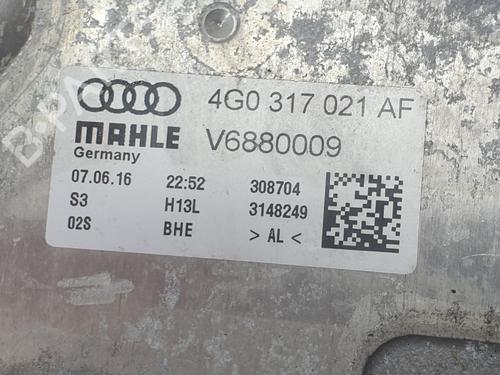 4G0 317 021 AF
MAHLE V6880009
Germany
07.06.16 22:52 308704
S3 H13L 3148249
02S BHE > AL <
B-PA